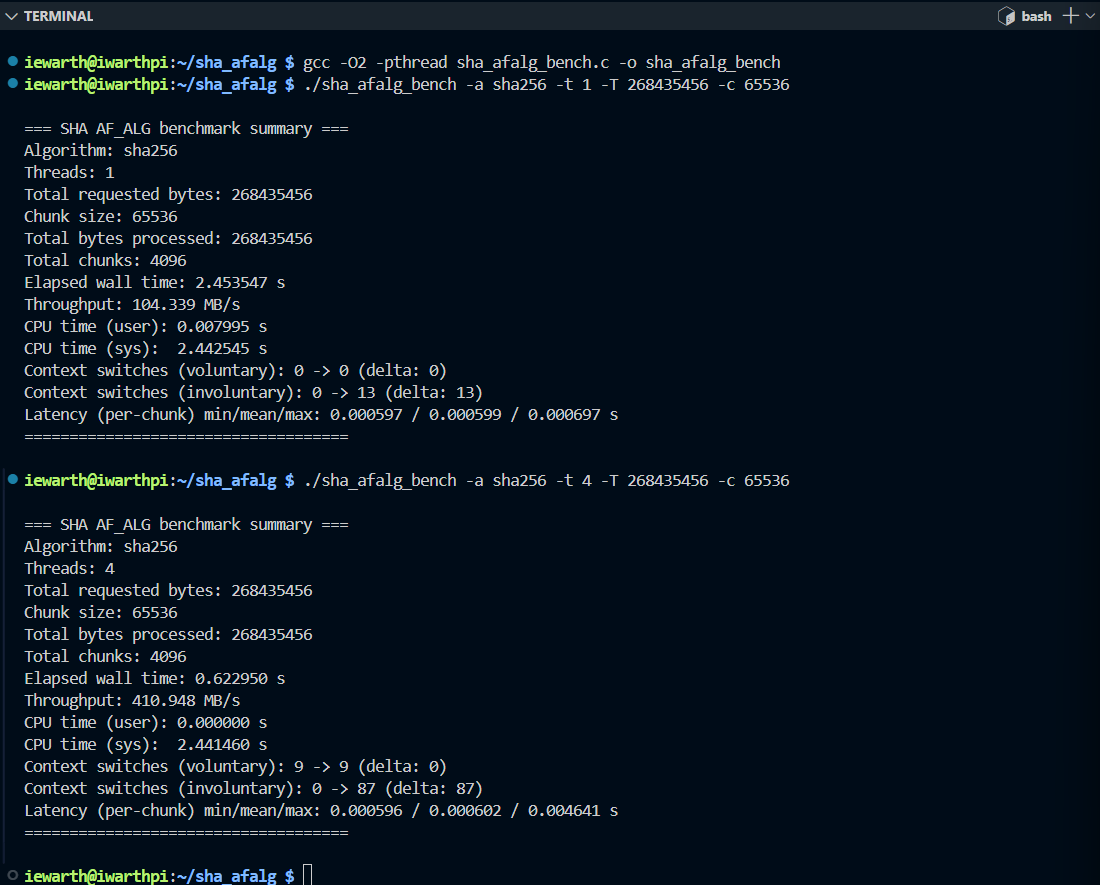 TERMINAL
bash
iewarth@iwarthpi:~/sha_afalg $ gcc -O2 -pthread sha_afalg_bench.c -o sha_afalg_bench
iewarth@iwarthpi:~/sha_afalg $ ./sha_afalg_bench -a sha256 -t 1 -T 268435456 -c 65536
=== SHA AF_ALG benchmark summary ===
Algorithm: sha256
Threads: 1
Total requested bytes: 268435456
Chunk size: 65536
Total bytes processed: 268435456
Total chunks: 4096
Elapsed wall time: 2.453547 s
Throughput: 104.339 MB/s
CPU time (user): 0.007995 s
CPU time (sys):  2.442545 s
Context switches (voluntary): 0 -> 0 (delta: 0)
Context switches (involuntary): 0 -> 13 (delta: 13)
Latency (per-chunk) min/mean/max: 0.000597 / 0.000599 / 0.000697 s
====================================
iewarth@iwarthpi:~/sha_afalg $ ./sha_afalg_bench -a sha256 -t 4 -T 268435456 -c 65536
=== SHA AF_ALG benchmark summary ===
Algorithm: sha256
Threads: 4
Total requested bytes: 268435456
Chunk size: 65536
Total bytes processed: 268435456
Total chunks: 4096
Elapsed wall time: 0.622950 s
Throughput: 410.948 MB/s
CPU time (user): 0.000000 s
CPU time (sys):  2.441460 s
Context switches (voluntary): 9 -> 9 (delta: 0)
Context switches (involuntary): 0 -> 87 (delta: 87)
Latency (per-chunk) min/mean/max: 0.000596 / 0.000602 / 0.004641 s
====================================
iewarth@iwarthpi:~/sha_afalg $